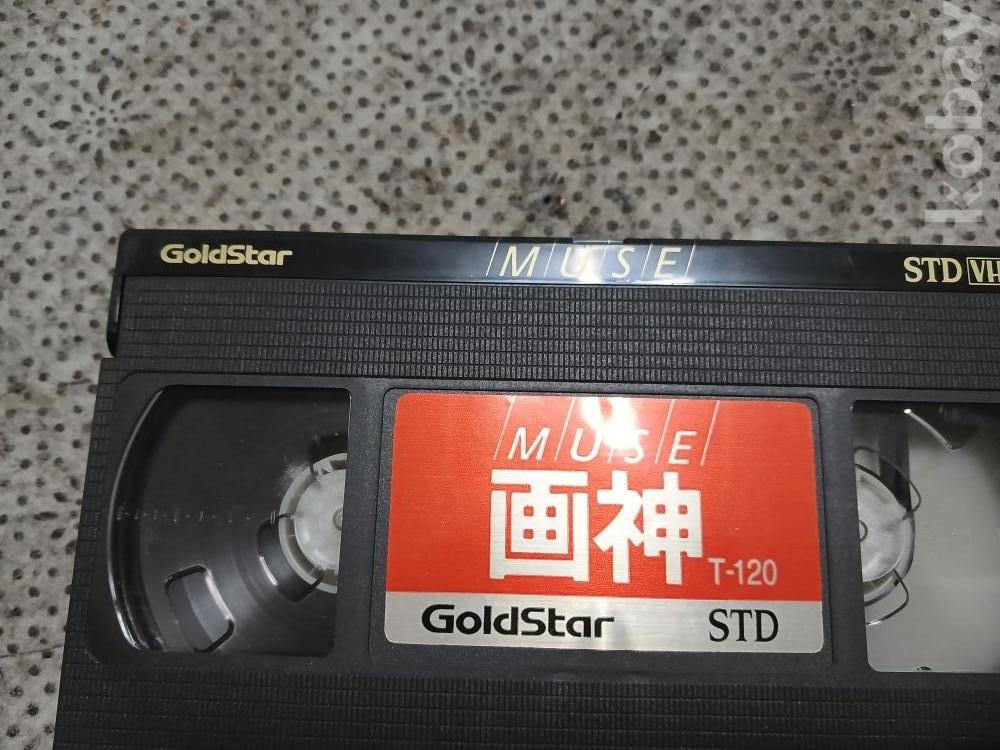 kobay
GoldStar MUSE STD VH
MUSE
画神 T-120
GoldStar STD